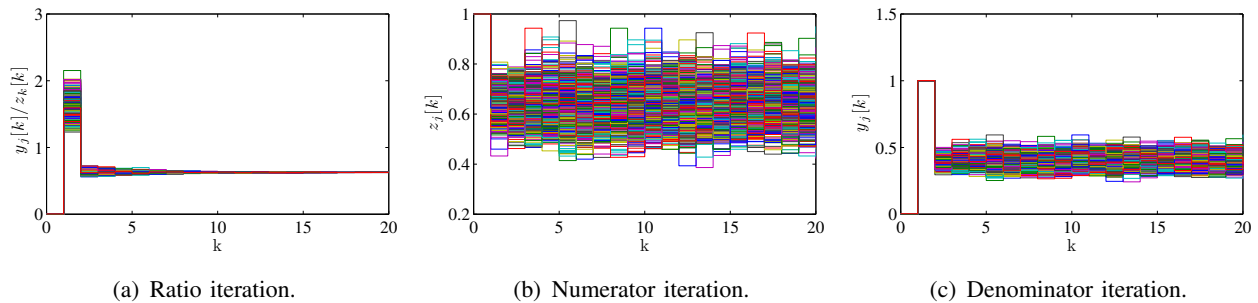 3
2
1
0
0 5 10 15 20
k
y_j[k]/z_k[k]
(a) Ratio iteration.
1
0.8
0.6
0.4
0.2
0 5 10 15 20
k
z_j[k]
(b) Numerator iteration.
1.5
1
0.5
0
0 5 10 15 20
k
y_j[k]
(c) Denominator iteration.